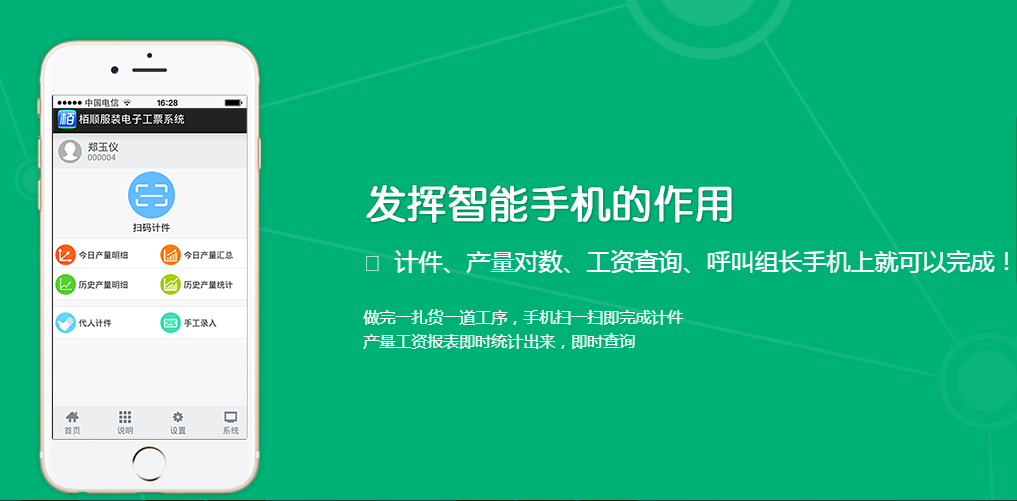 中国电信 16:28
栢 栢顺服装电子工票系统
郑玉仪
000004
扫码计件
今日产量明细 今日产量汇总
历史产量明细 历史产量统计
代人计件 手工录入
首页 说明 设置 系统
发挥智能手机的作用
计件、产量对数、工资查询、呼叫组长手机上就可以完成！
做完一扎货一道工序，手机扫一扫即完成计件
产量工资报表即时统计出来，即时查询